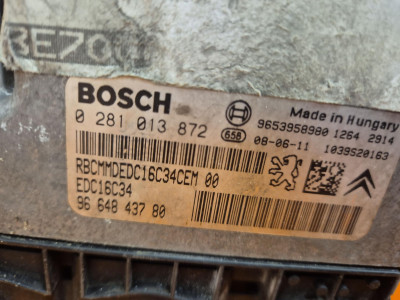 BOSCH
Made in Hungary
0 281 013 872
9653958980 1264 2914
658
08-06-11 1039S20163
RBCMMDEDC16C34CEM 00
EDC16C34
96 648 437 80